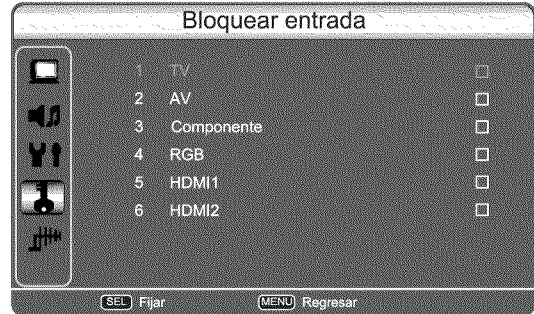 Bloquear entrada
1 TV
2 AV
3 Componente
4 RGB
5 HDMI1
6 HDMI2
SEL Fijar MENU Regresar